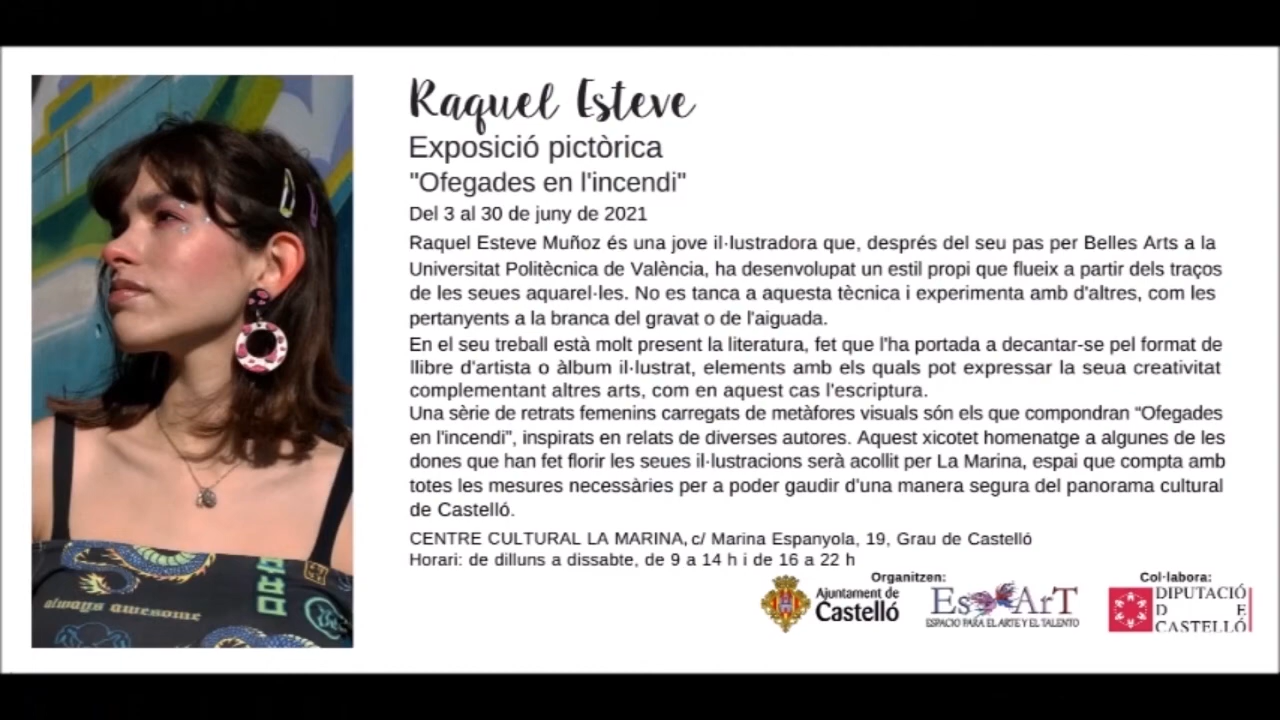 Raquel Esteve
Exposició pictòrica
"Ofegades en l'incendi"
Del 3 al 30 de juny de 2021
Raquel Esteve Muñoz és una jove il·lustradora que, després del seu pas per Belles Arts a la
Universitat Politècnica de València, ha desenvolupat un estil propi que flueix a partir dels traços
de les seues aquarel·les. No es tanca a aquesta tècnica i experimenta amb d'altres, com les
pertanyents a la branca del gravat o de l'aiguada.
En el seu treball està molt present la literatura, fet que l'ha portada a decantar-se pel format de
llibre d'artista o àlbum il·lustrat, elements amb els quals pot expressar la seua creativitat
complementant altres arts, com en aquest cas l'escriptura.
Una sèrie de retrats femenins carregats de metàfores visuals són els que compondran “Ofegades
en l'incendi”, inspirats en relats de diverses autores. Aquest xicotet homenatge a algunes de les
dones que han fet florir les seues il·lustracions serà acollit per La Marina, espai que compta amb
totes les mesures necessàries per a poder gaudir d'una manera segura del panorama cultural
de Castelló.
CENTRE CULTURAL LA MARINA, c/ Marina Espanyola, 19, Grau de Castelló
Horari: de dilluns a dissabte, de 9 a 14 h i de 16 a 22 h
Organitzen:
Ajuntament de
Castelló
EsArT
ESPACIO PARA EL ARTE Y EL TALENTO
Col·labora:
DIPUTACIÓ
D E
CASTELLÓ
always awesome